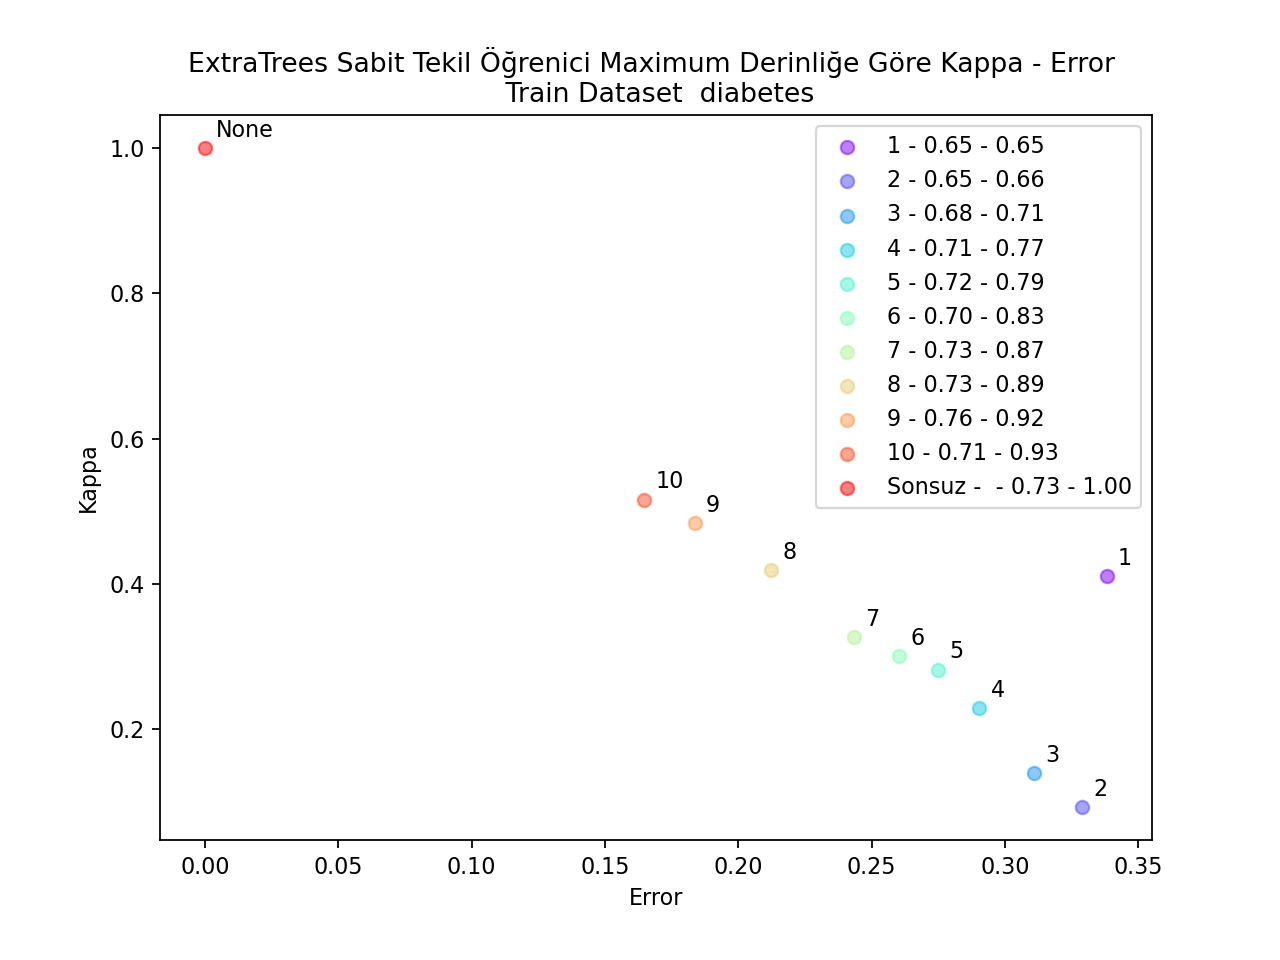 ExtraTrees Sabit Tekil Öğrenici Maximum Derinliğe Göre Kappa - Error
Train Dataset  diabetes
None
1 - 0.65 - 0.65
2 - 0.65 - 0.66
3 - 0.68 - 0.71
4 - 0.71 - 0.77
5 - 0.72 - 0.79
6 - 0.70 - 0.83
7 - 0.73 - 0.87
8 - 0.73 - 0.89
9 - 0.76 - 0.92
10 - 0.71 - 0.93
Sonsuz -  - 0.73 - 1.00
1.0
0.8
0.6
0.4
0.2
Kappa
10
9
8
1
7
6
5
4
3
2
0.00
0.05
0.10
0.15
0.20
0.25
0.30
0.35
Error